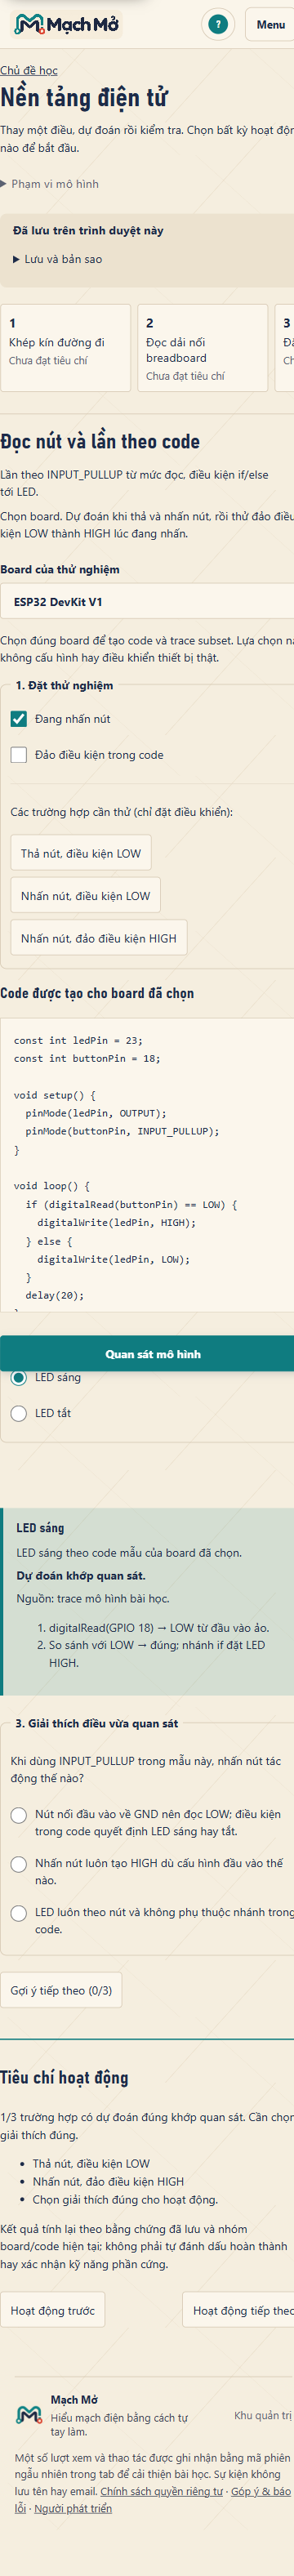 Mạch Mở
?
Menu
Chủ đề học
Nền tảng điện tử
Thay một điều, dự đoán rồi kiểm tra. Chọn bất kỳ hoạt
nào để bắt đầu.
Phạm vi mô hình
Đã lưu trên trình duyệt này
Lưu và bản sao
1
Khép kín đường đi
Chưa đạt tiêu chí
2
Đọc dải nối
breadboard
Chưa đạt tiêu chí
3
Đọc nút và lần theo code
Lần theo INPUT_PULLUP từ mức đọc, điều kiện if/else
tới LED.
Chọn board. Dự đoán khi thả và nhấn nút, rồi thử đảo
kiện LOW thành HIGH lúc đang nhấn.
Board của thử nghiệm
ESP32 DevKit V1
Chọn đúng board để tạo code và trace subset. Lựa chọn
không cấu hình hay điều khiển thiết bị thật.
1. Đặt thử nghiệm
Đang nhấn nút
Đảo điều kiện trong code
Các trường hợp cần thử (chỉ đặt điều khiển):
Thả nút, điều kiện LOW
Nhấn nút, điều kiện LOW
Nhấn nút, đảo điều kiện HIGH
Code được tạo cho board đã chọn
const int ledPin = 23;
const int buttonPin = 18;
void setup() {
pinMode(ledPin, OUTPUT);
pinMode(buttonPin, INPUT_PULLUP);
}
void loop() {
if (digitalRead(buttonPin) == LOW) {
digitalWrite(ledPin, HIGH);
} else {
digitalWrite(ledPin, LOW);
}
delay(20);
Quan sát mô hình
LED sáng
LED tắt
LED sáng
LED sáng theo code mẫu của board đã chọn.
Dự đoán khớp quan sát.
Nguồn: trace mô hình bài học.
1. digitalRead(GPIO 18) → LOW từ đầu vào ảo.
2. So sánh với LOW → đúng; nhánh if đặt LED
HIGH.
3. Giải thích điều vừa quan sát
Khi dùng INPUT_PULLUP trong mẫu này, nhấn nút tác
động thế nào?
Nút nối đầu vào về GND nên đọc LOW; điều kiện
trong code quyết định LED sáng hay tắt.
Nhấn nút luôn tạo HIGH dù cấu hình đầu vào thế
nào.
LED luôn theo nút và không phụ thuộc nhánh trong
code.
Gợi ý tiếp theo (0/3)
Tiêu chí hoạt động
1/3 trường hợp có dự đoán đúng khớp quan sát. Cần chọn
giải thích đúng.
• Thả nút, điều kiện LOW
• Nhấn nút, đảo điều kiện HIGH
• Chọn giải thích đúng cho hoạt động.
Kết quả tính lại theo bằng chứng đã lưu và nhóm
board/code hiện tại; không phải tự đánh dấu hoàn thành
hay xác nhận kỹ năng phần cứng.
Hoạt động trước
Hoạt động tiếp theo
Mạch Mở
Hiểu mạch điện bằng cách tự
tay làm.
Khu quản trị
Một số lượt xem và thao tác được ghi nhận bằng mã phiên
ngẫu nhiên trong tab để cải thiện bài học. Sự kiện không
lưu tên hay email. Chính sách quyền riêng tư · Góp ý & báo
lỗi · Người phát triển